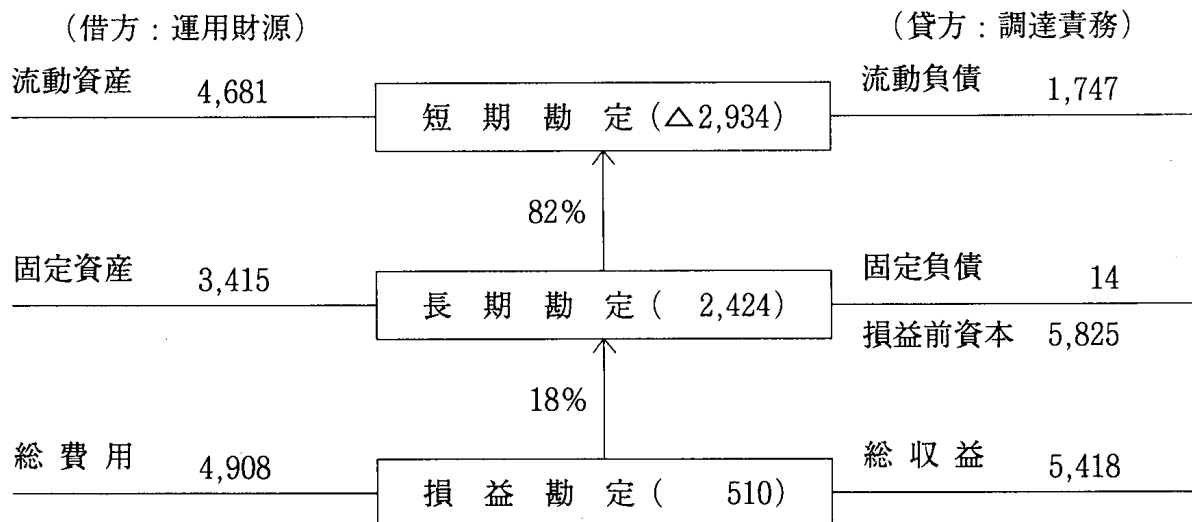 (借方：運用財源) (貸方：調達責務)
流動資産 4,681 短期勘定(△2,934) 流動負債 1,747
82%
固定資産 3,415 長期勘定( 2,424) 固定負債 14
損益前資本 5,825
18%
総費用 4,908 損益勘定( 510) 総収益 5,418